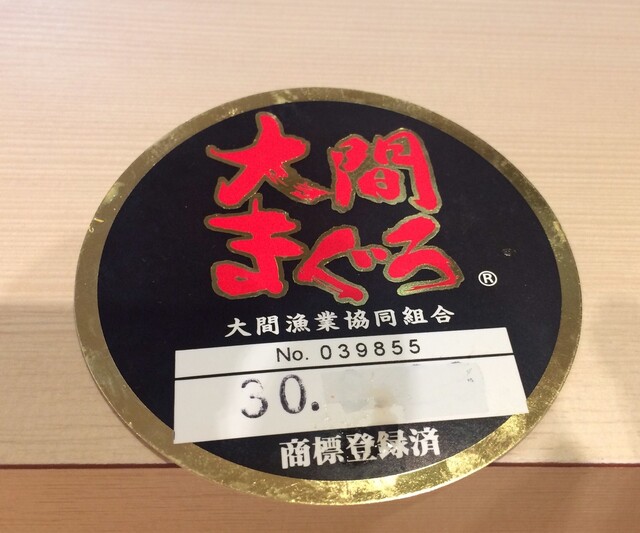 大間
まぐろ®
大間漁業協同組合
No. 039855
30.
商標登録済